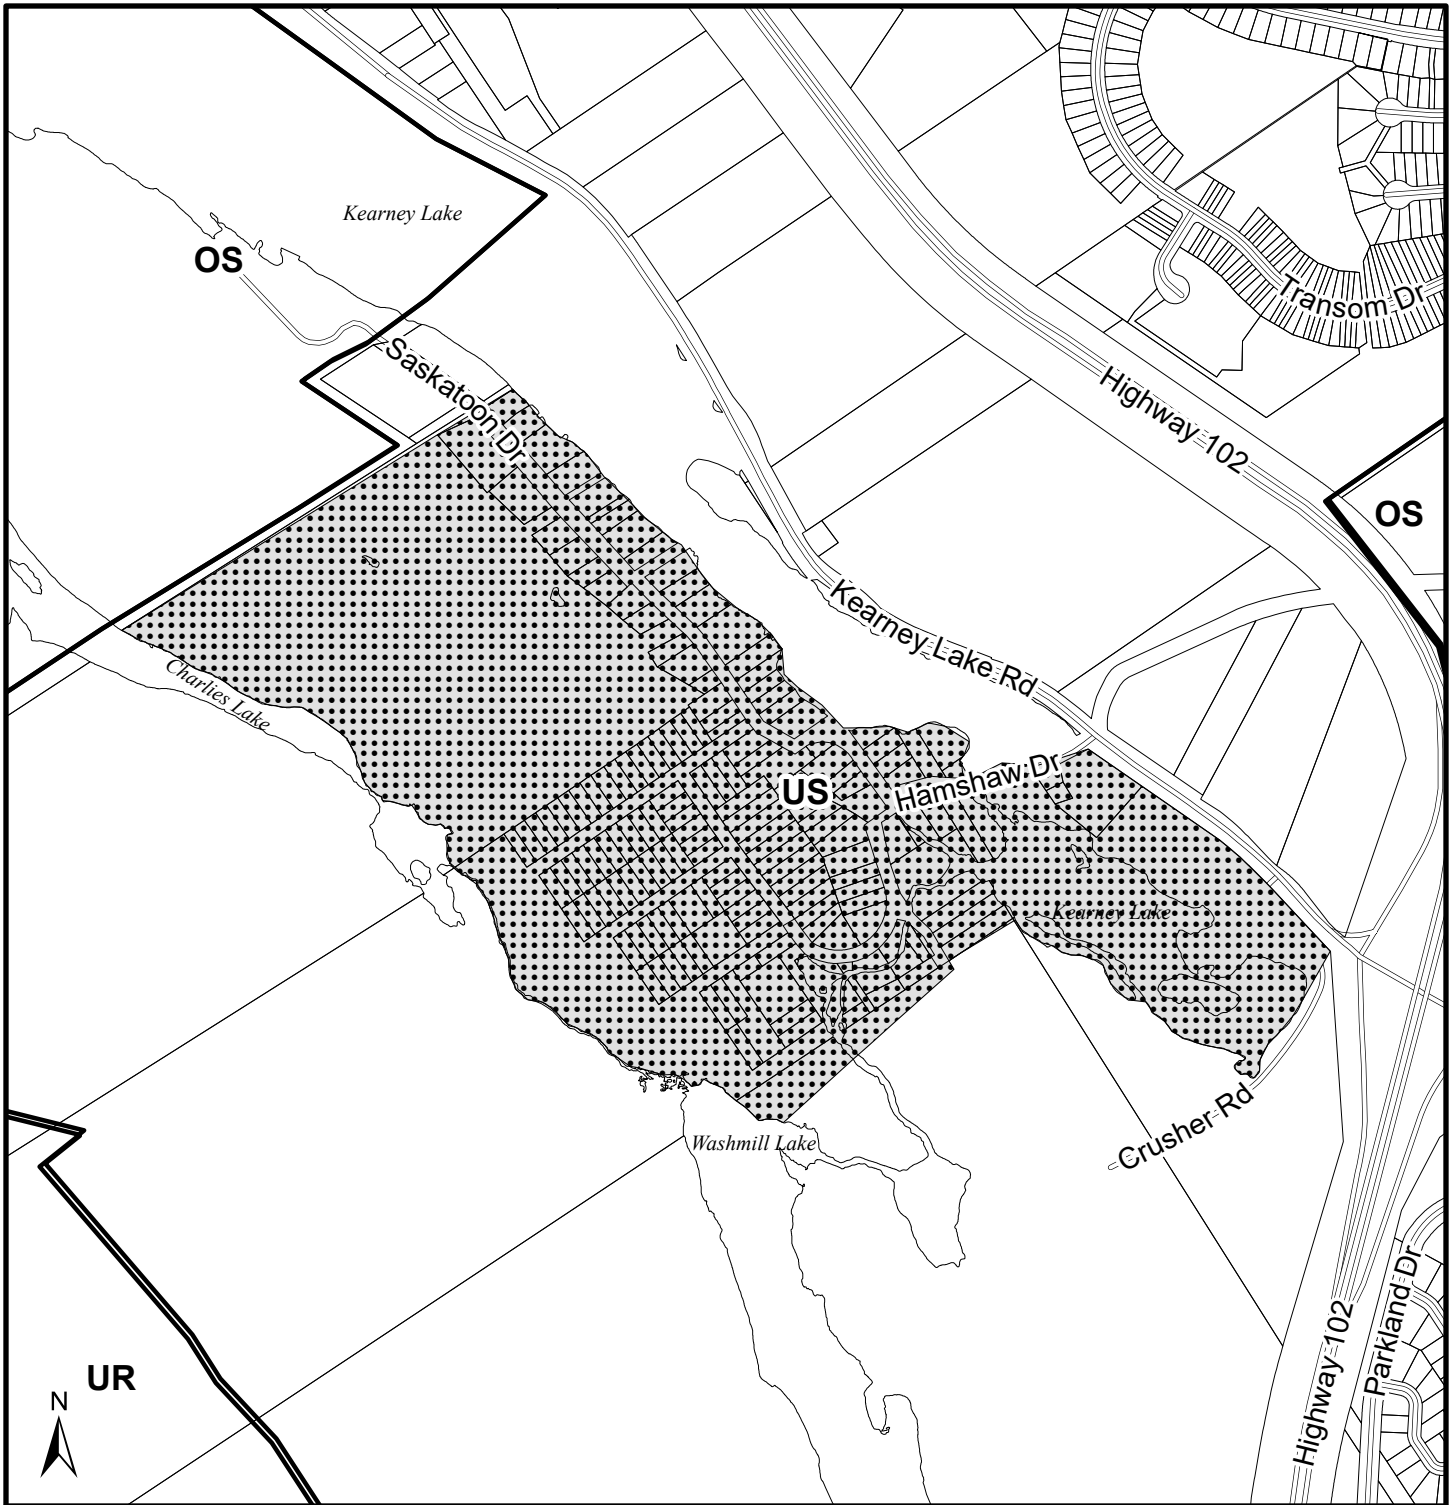 Kearney Lake
OS
Transom Dr
Saskatoon Dr
Highway 102
OS
Kearney Lake Rd
Charlies Lake
Hamshaw Dr
US
Kearney Lake
Crusher Rd
Washmill Lake
Parkland Dr
Highway 102
UR
N